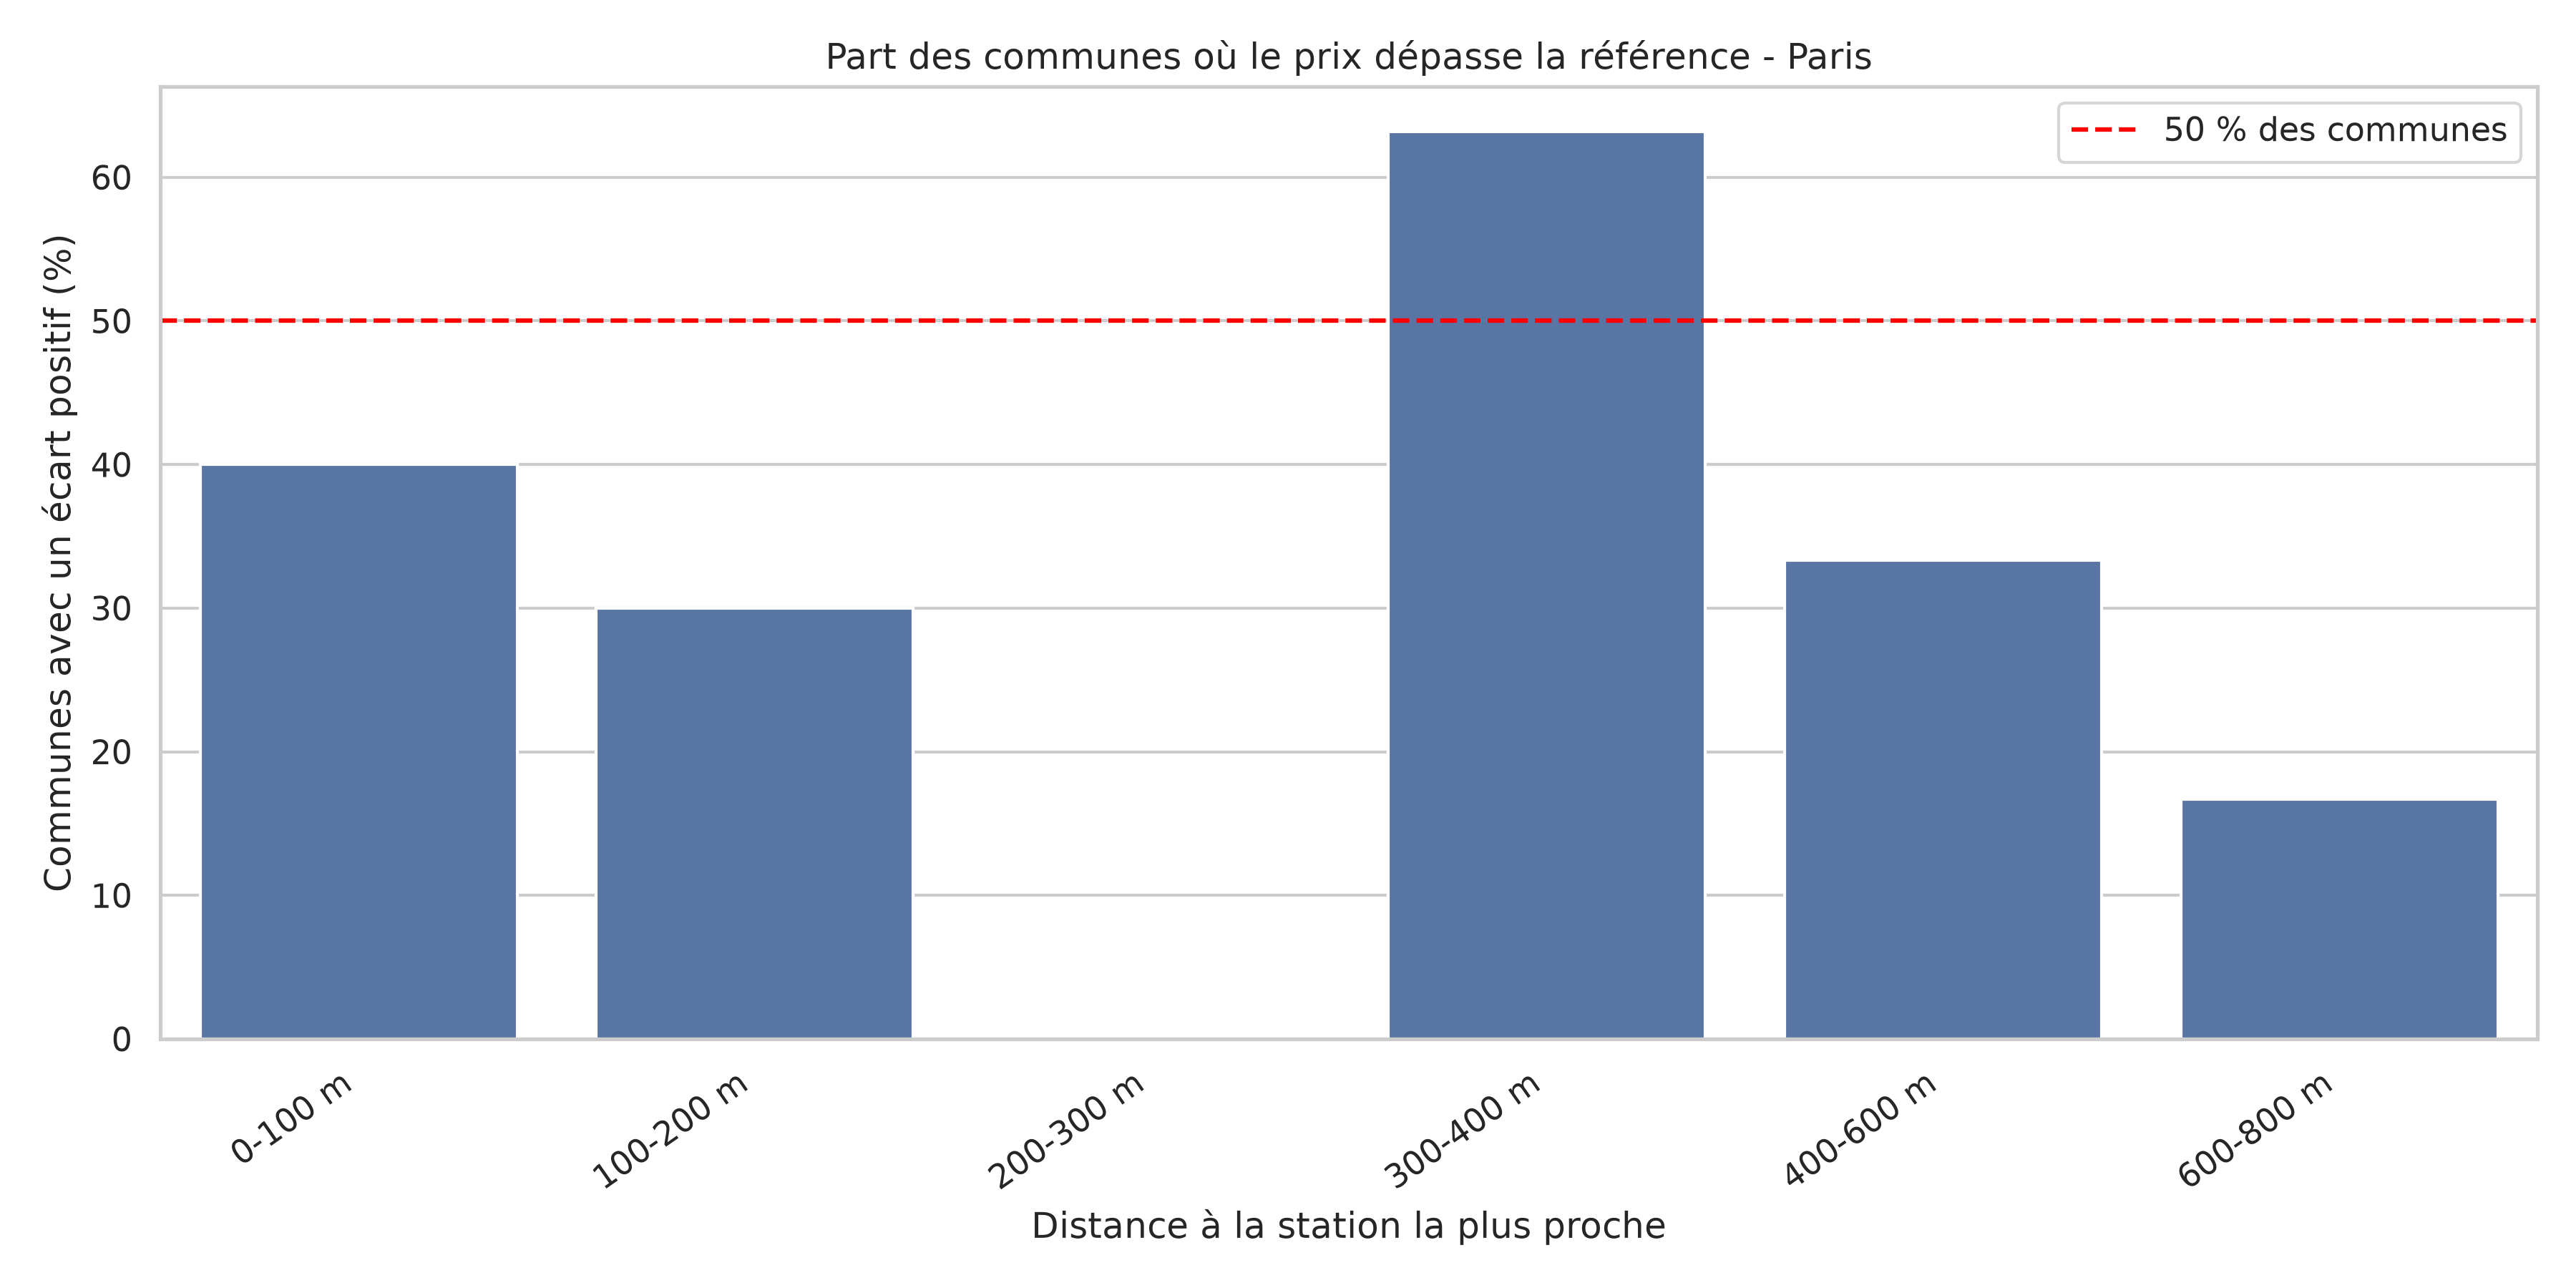 Part des communes où le prix dépasse la référence - Paris
50 % des communes
Communes avec un écart positif (%)
60
50
40
30
20
10
0
0-100 m
100-200 m
200-300 m
300-400 m
400-600 m
600-800 m
Distance à la station la plus proche